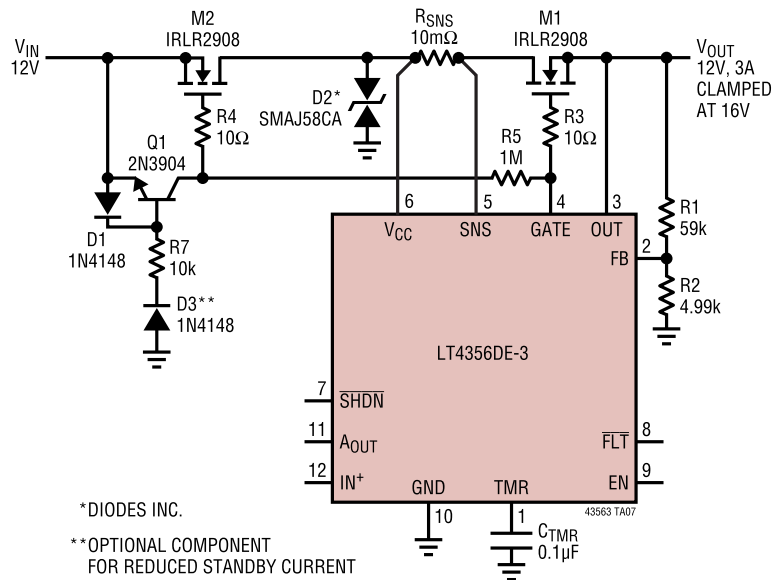 M2
IRLR2908
RSNS
10mΩ
M1
IRLR2908
VIN
12V
VOUT
12V, 3A
CLAMPED
AT 16V
D2*
SMAJ58CA
R4
10Ω
R3
10Ω
Q1
2N3904
R5
1M
6
5
4
3
VCC
SNS
GATE
OUT
R1
59k
D1
1N4148
R7
10k
FB
2
R2
4.99k
D3**
1N4148
LT4356DE-3
7
SHDN
11
AOUT
FLT
8
12
IN+
EN
9
GND
TMR
10
1
43563 TA07
CTMR
0.1µF
*DIODES INC.
**OPTIONAL COMPONENT
FOR REDUCED STANDBY CURRENT